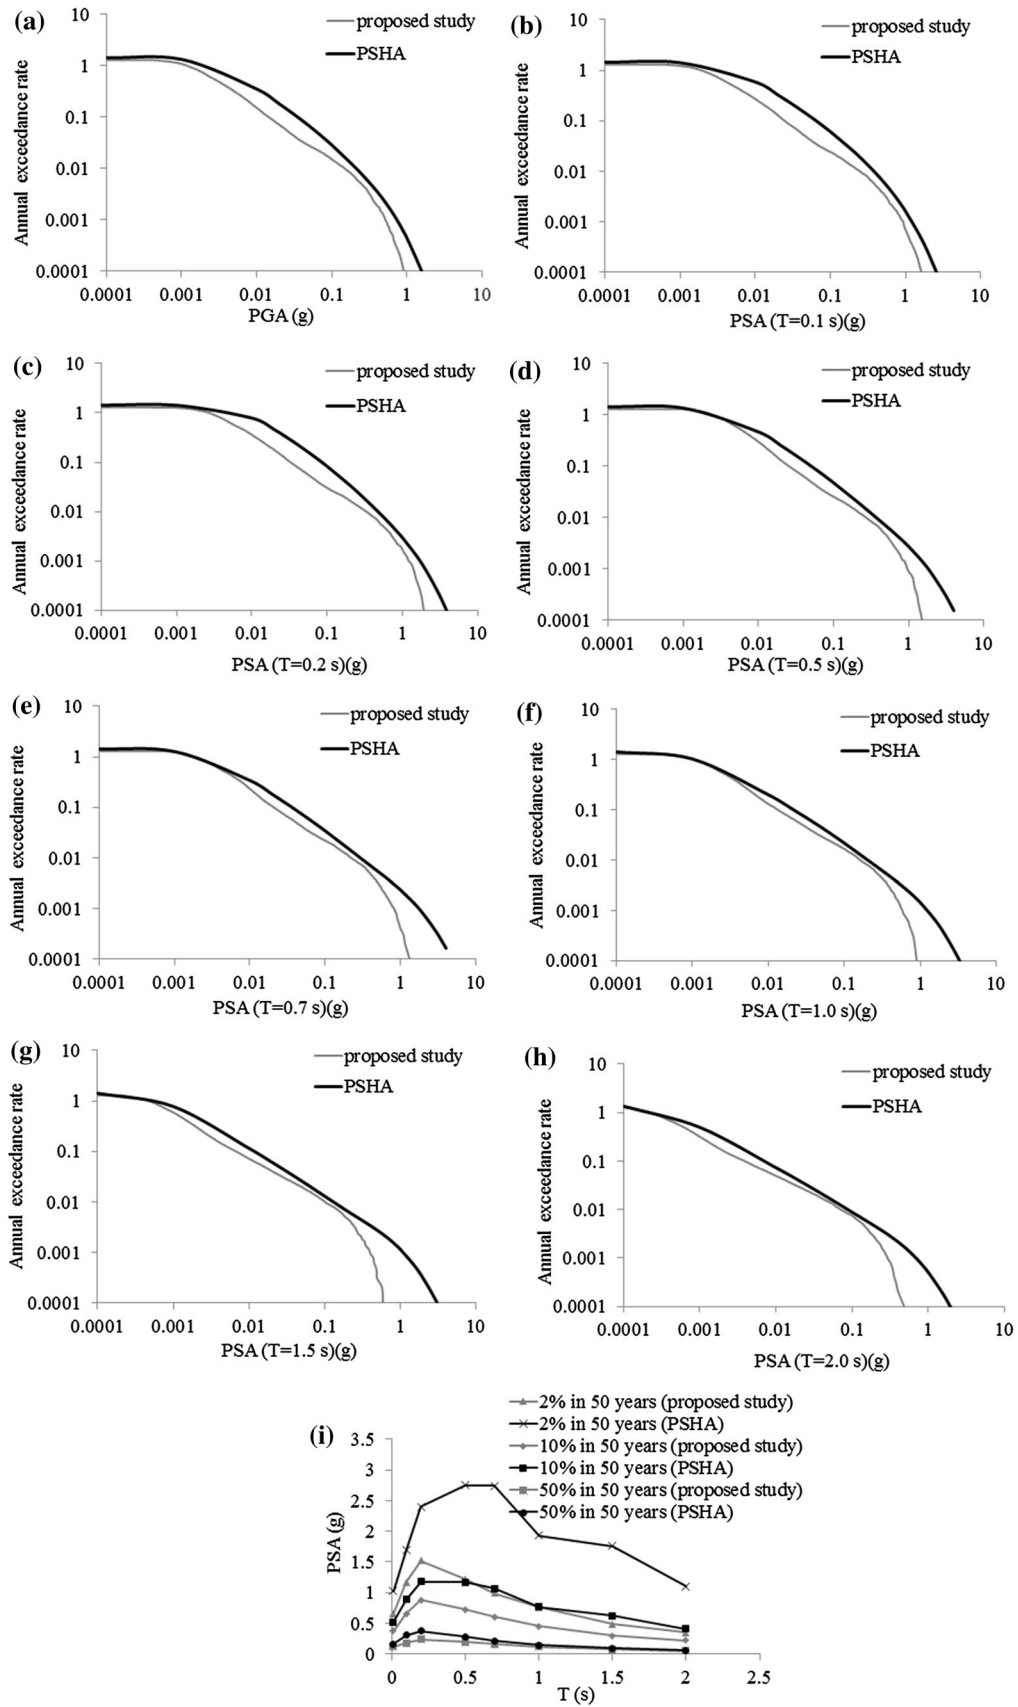 (a)
10
1
0.1
0.01
0.001
0.0001
Annual exceedance rate
proposed study
PSHA
0.0001 0.001 0.01 0.1 1 10
PGA (g)
(b)
10
1
0.1
0.01
0.001
0.0001
Annual exceedance rate
proposed study
PSHA
0.0001 0.001 0.01 0.1 1 10
PSA (T=0.1 s)(g)
(c)
10
1
0.1
0.01
0.001
0.0001
Annual exceedance rate
proposed study
PSHA
0.0001 0.001 0.01 0.1 1 10
PSA (T=0.2 s)(g)
(d)
10
1
0.1
0.01
0.001
0.0001
Annual exceedance rate
proposed study
PSHA
0.0001 0.001 0.01 0.1 1 10
PSA (T=0.5 s)(g)
(e)
10
1
0.1
0.01
0.001
0.0001
Annual exceedance rate
proposed study
PSHA
0.0001 0.001 0.01 0.1 1 10
PSA (T=0.7 s)(g)
(f)
10
1
0.1
0.01
0.001
0.0001
Annual exceedance rate
proposed study
PSHA
0.0001 0.001 0.01 0.1 1 10
PSA (T=1.0 s)(g)
(g)
10
1
0.1
0.01
0.001
0.0001
Annual exceedance rate
proposed study
PSHA
0.0001 0.001 0.01 0.1 1 10
PSA (T=1.5 s)(g)
(h)
10
1
0.1
0.01
0.001
0.0001
Annual exceedance rate
proposed study
PSHA
0.0001 0.001 0.01 0.1 1 10
PSA (T=2.0 s)(g)
(i)
2% in 50 years (proposed study)
2% in 50 years (PSHA)
10% in 50 years (proposed study)
10% in 50 years (PSHA)
50% in 50 years (proposed study)
50% in 50 years (PSHA)
3.5
3
2.5
2
1.5
1
0.5
0
PSA (g)
0 0.5 1 1.5 2 2.5
T (s)